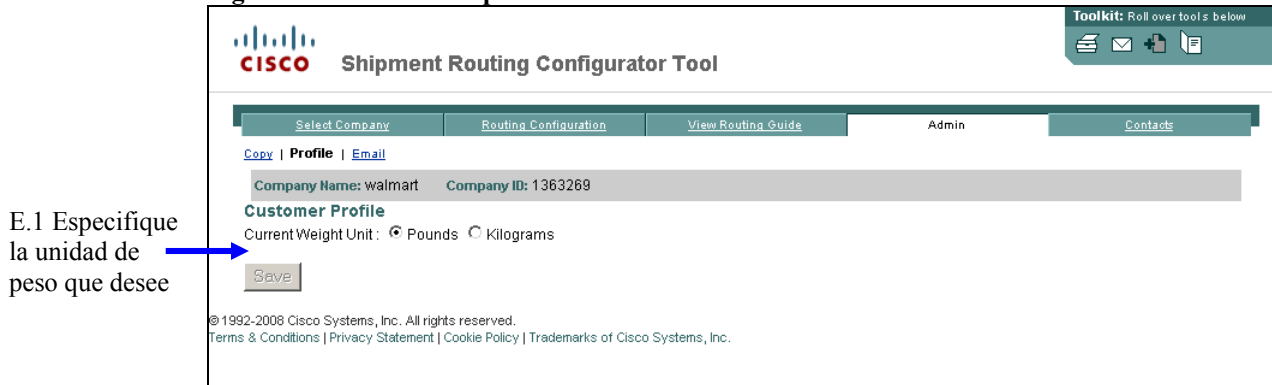 Toolkit: Roll over tools below
CISCO
Shipment Routing Configurator Tool
Select Company Routing Configuration View Routing Guide Admin Contacts
Copy | Profile | Email
Company Name: walmart Company ID: 1363269
Customer Profile
Current Weight Unit : Pounds Kilograms
Save
E.1 Especifique
la unidad de
peso que desee
©1992-2008 Cisco Systems, Inc. All rights reserved.
Terms & Conditions | Privacy Statement | Cookie Policy | Trademarks of Cisco Systems, Inc.